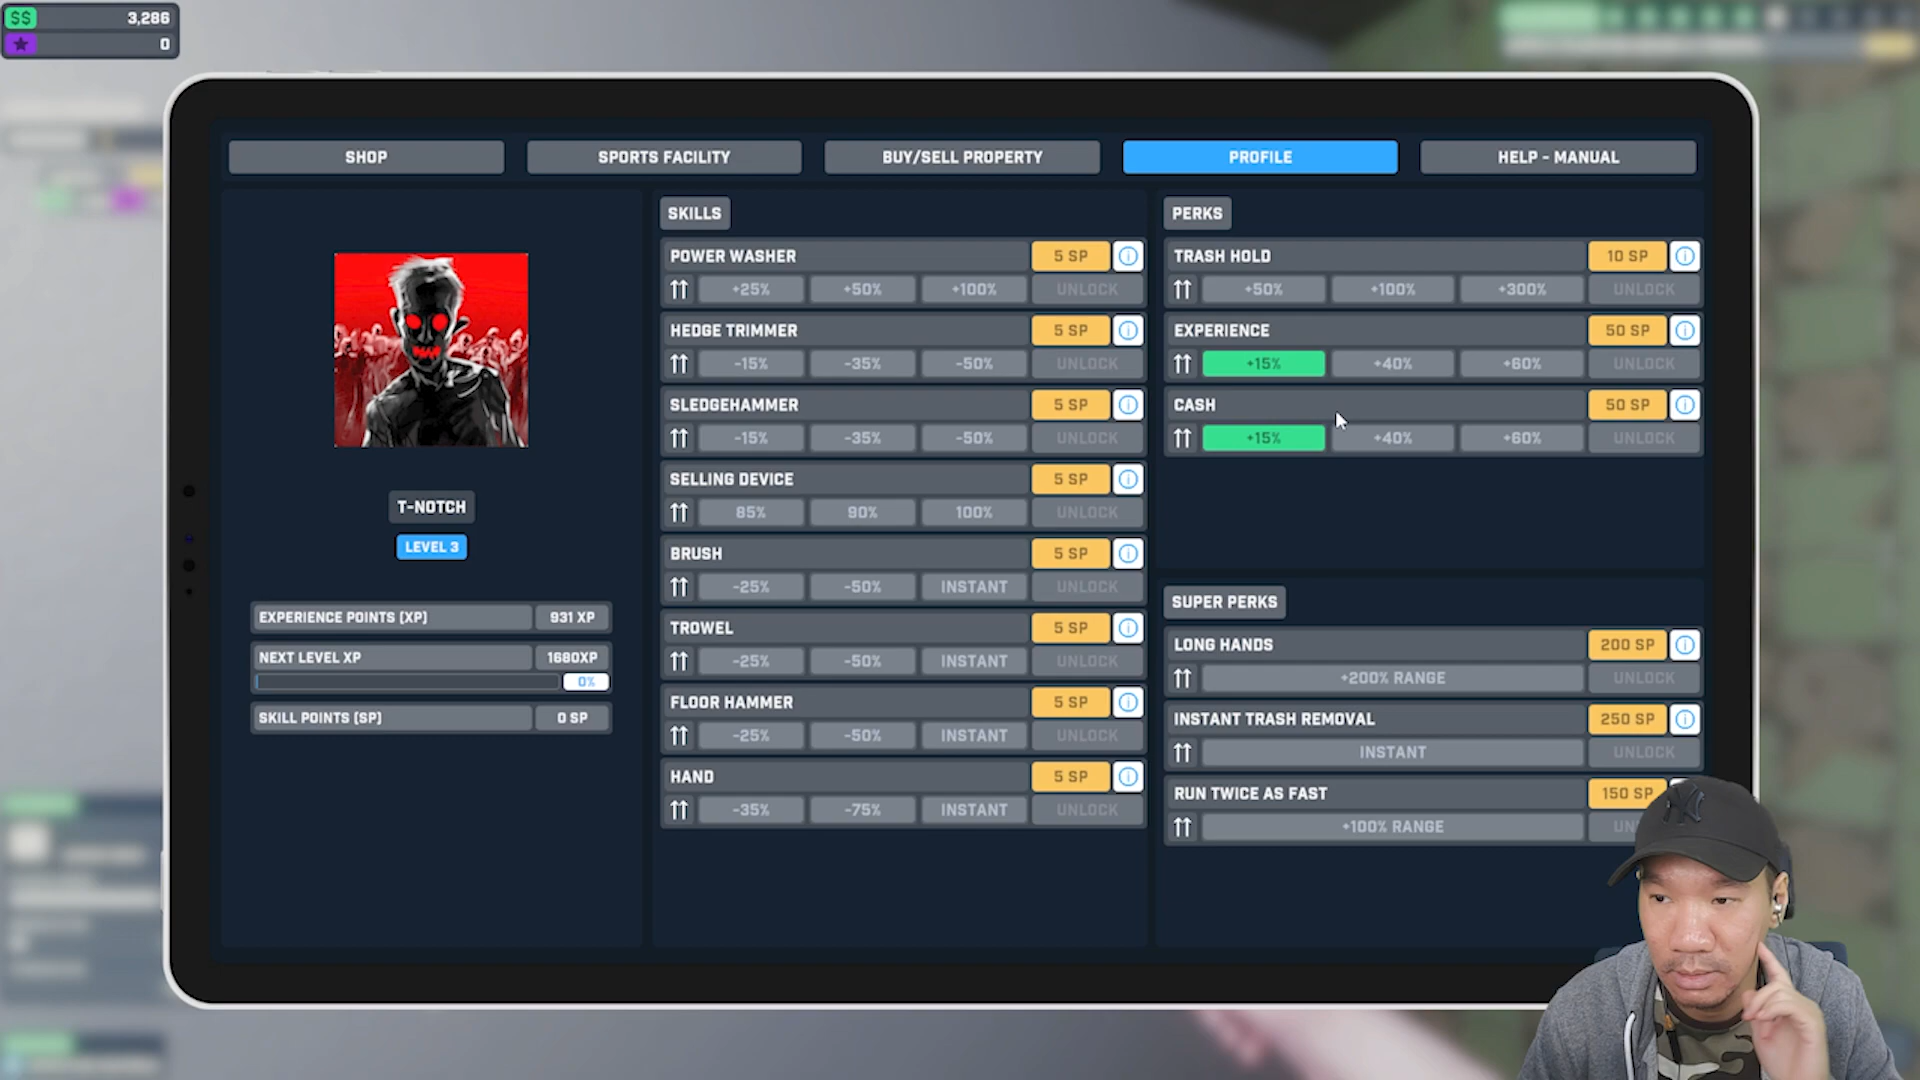 $$ 3,286
0
SHOP SPORTS FACILITY BUY/SELL PROPERTY PROFILE HELP - MANUAL
T-NOTCH
LEVEL 3
EXPERIENCE POINTS (XP) 931 XP
NEXT LEVEL XP 1680XP
0%
SKILL POINTS (SP) 0 SP
SKILLS
POWER WASHER 5 SP
+25% +50% +100% UNLOCK
HEDGE TRIMMER 5 SP
-15% -35% -50% UNLOCK
SLEDGEHAMMER 5 SP
-15% -35% -50% UNLOCK
SELLING DEVICE 5 SP
85% 90% 100% UNLOCK
BRUSH 5 SP
-25% -50% INSTANT UNLOCK
TROWEL 5 SP
-25% -50% INSTANT UNLOCK
FLOOR HAMMER 5 SP
-25% -50% INSTANT UNLOCK
HAND 5 SP
-35% -75% INSTANT UNLOCK
PERKS
TRASH HOLD 10 SP
+50% +100% +300% UNLOCK
EXPERIENCE 50 SP
+15% +40% +60% UNLOCK
CASH 50 SP
+15% +40% +60% UNLOCK
SUPER PERKS
LONG HANDS 200 SP
+200% RANGE UNLOCK
INSTANT TRASH REMOVAL 250 SP
INSTANT UNLOCK
RUN TWICE AS FAST 150 SP
+100% RANGE